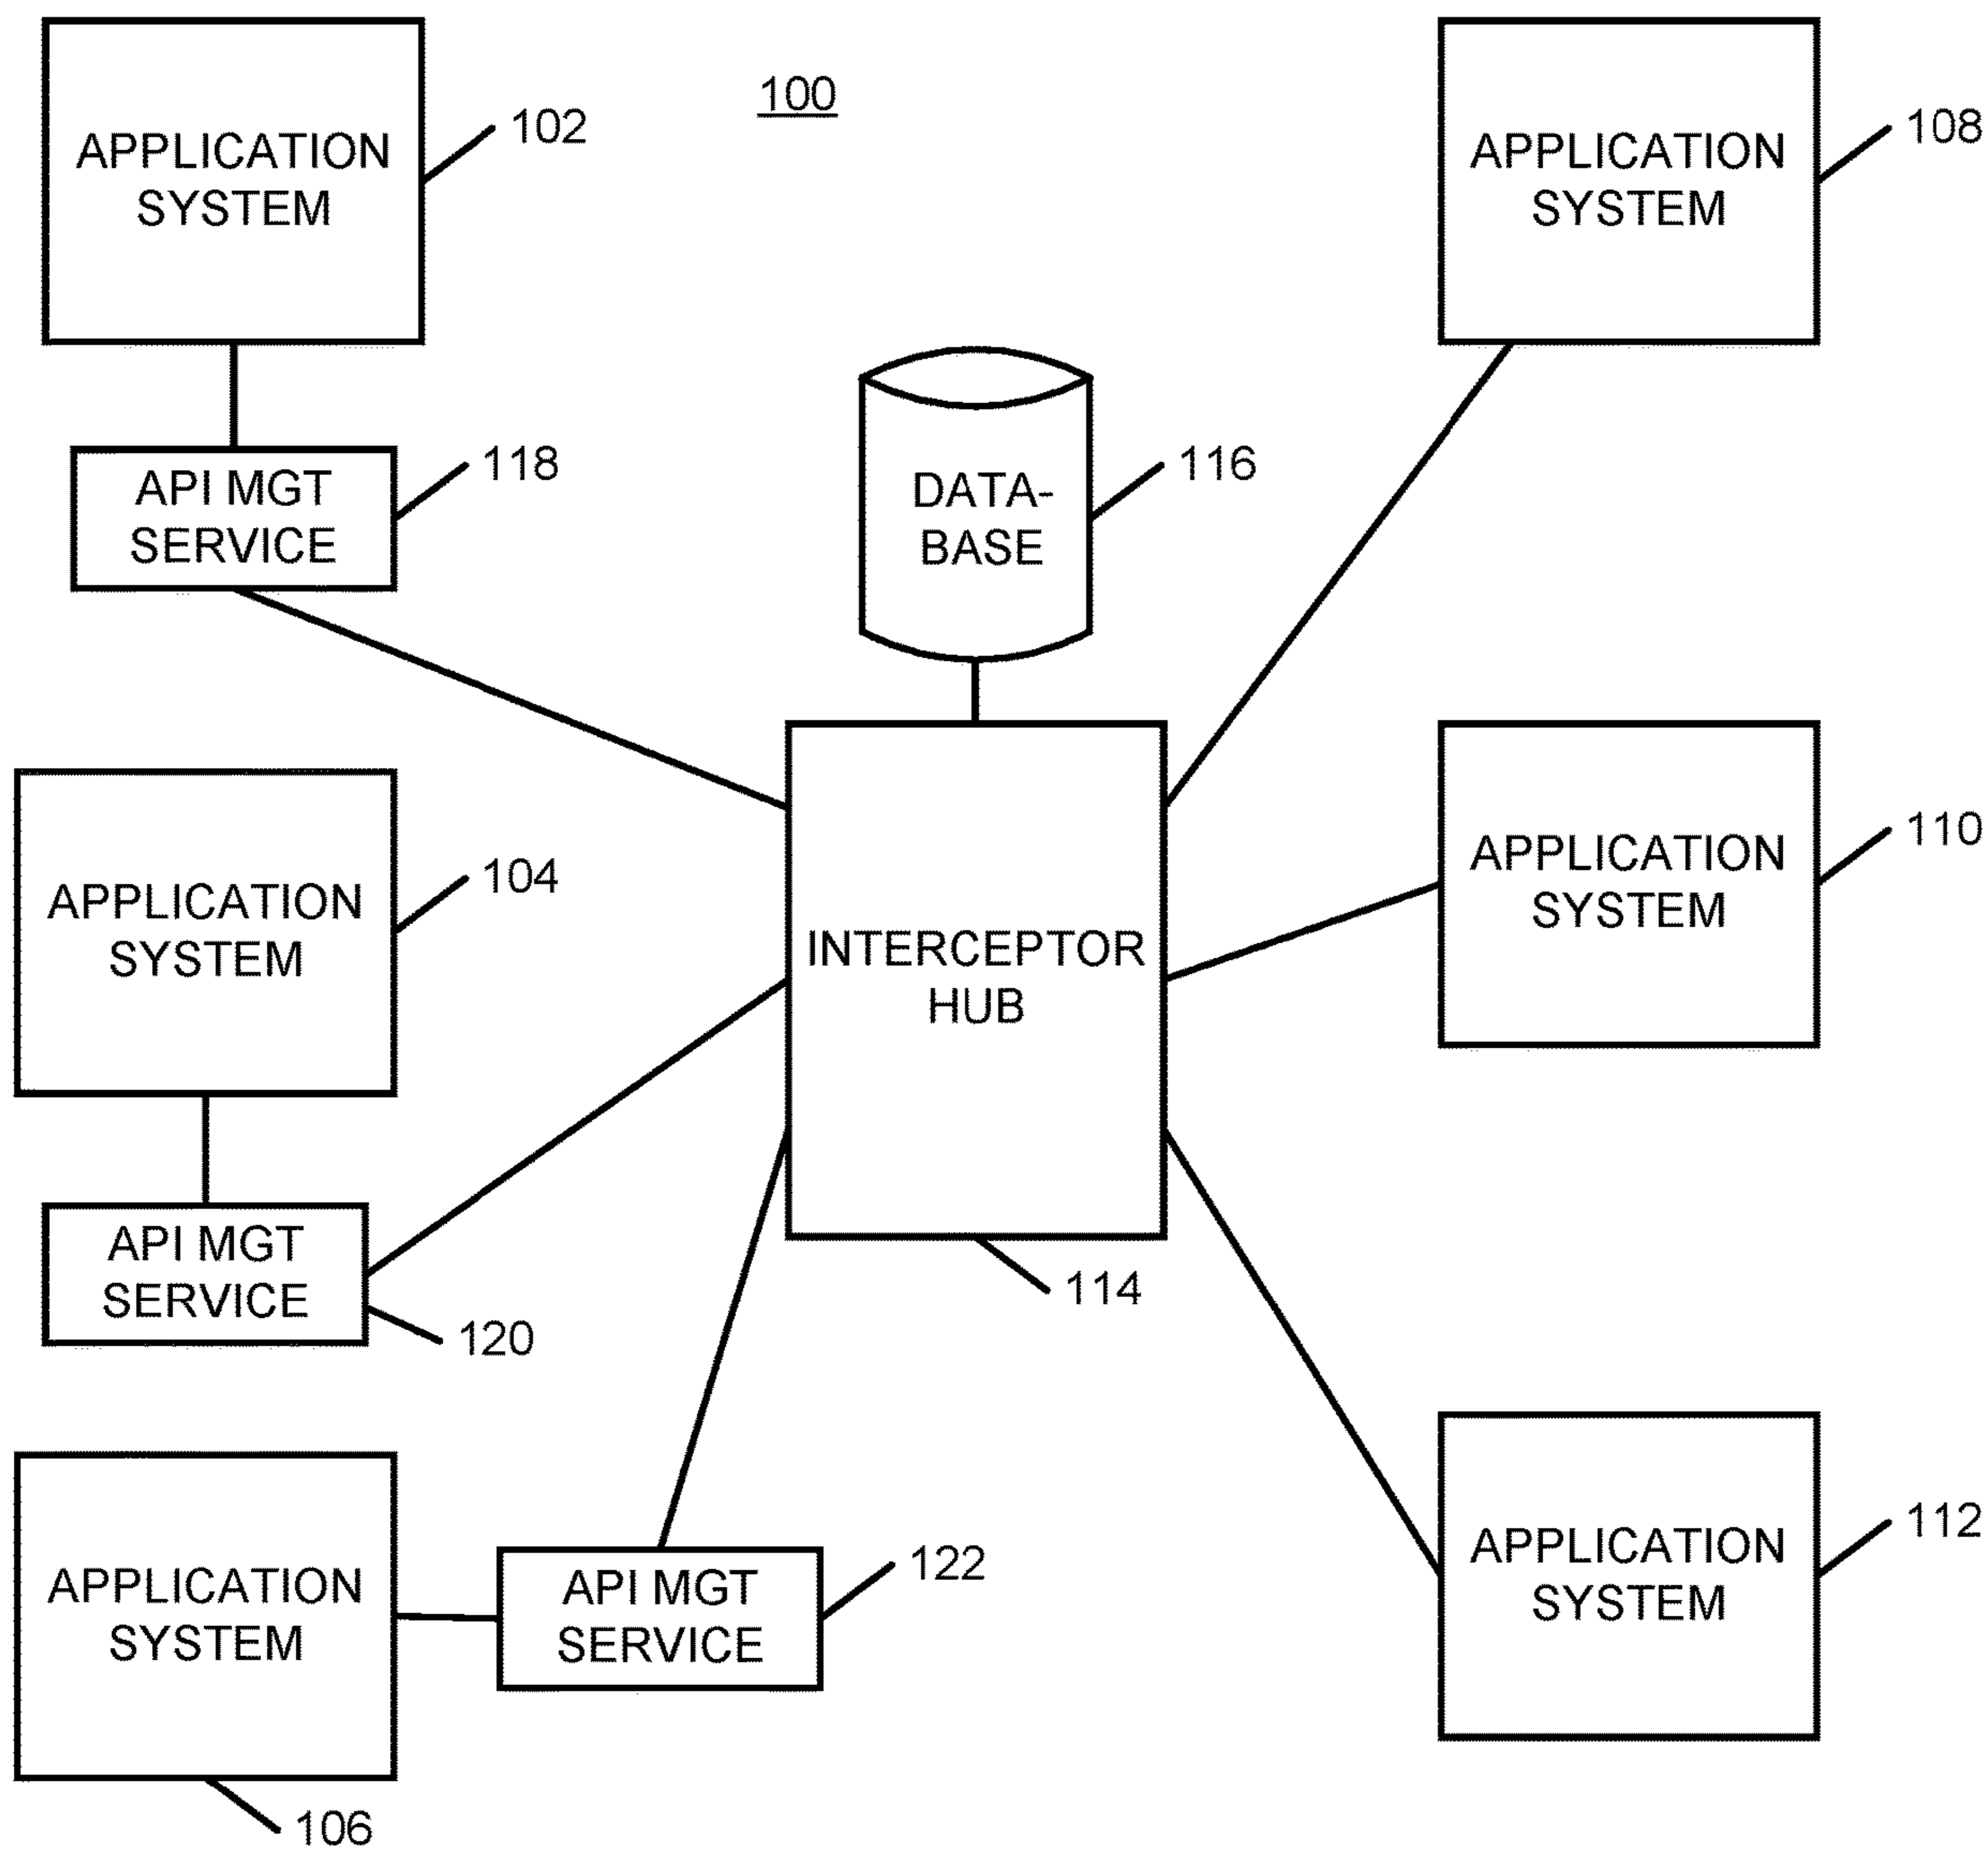 100
APPLICATION
SYSTEM
102
APPLICATION
SYSTEM
108
API MGT
SERVICE
118
DATA-
BASE
116
APPLICATION
SYSTEM
104
INTERCEPTOR
HUB
114
APPLICATION
SYSTEM
110
API MGT
SERVICE
120
APPLICATION
SYSTEM
106
API MGT
SERVICE
122
APPLICATION
SYSTEM
112